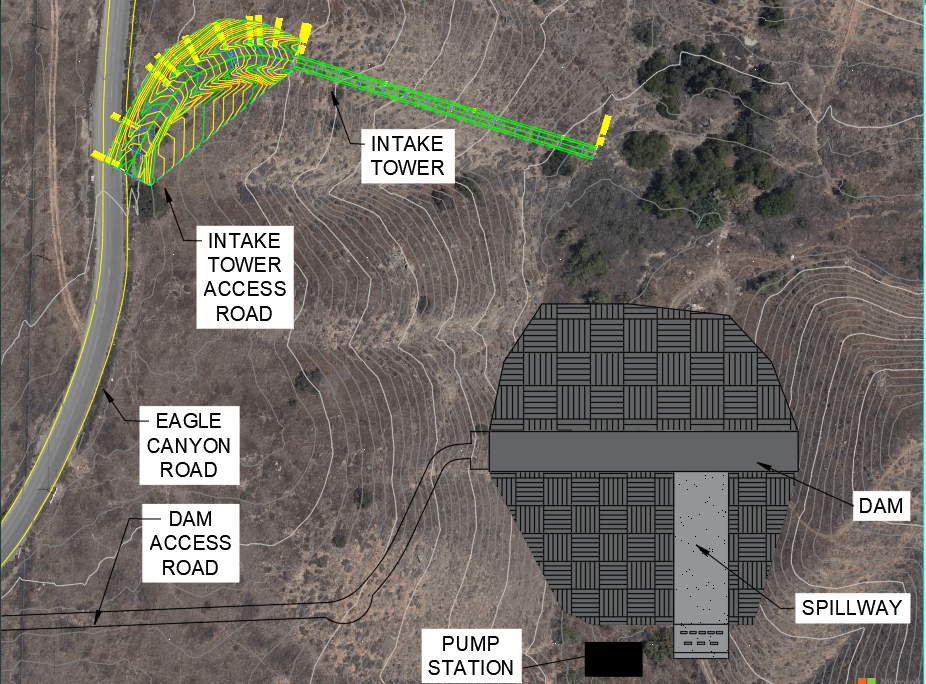 INTAKE
TOWER
INTAKE
TOWER
ACCESS
ROAD
EAGLE
CANYON
ROAD
DAM
DAM
ACCESS
ROAD
SPILLWAY
PUMP
STATION